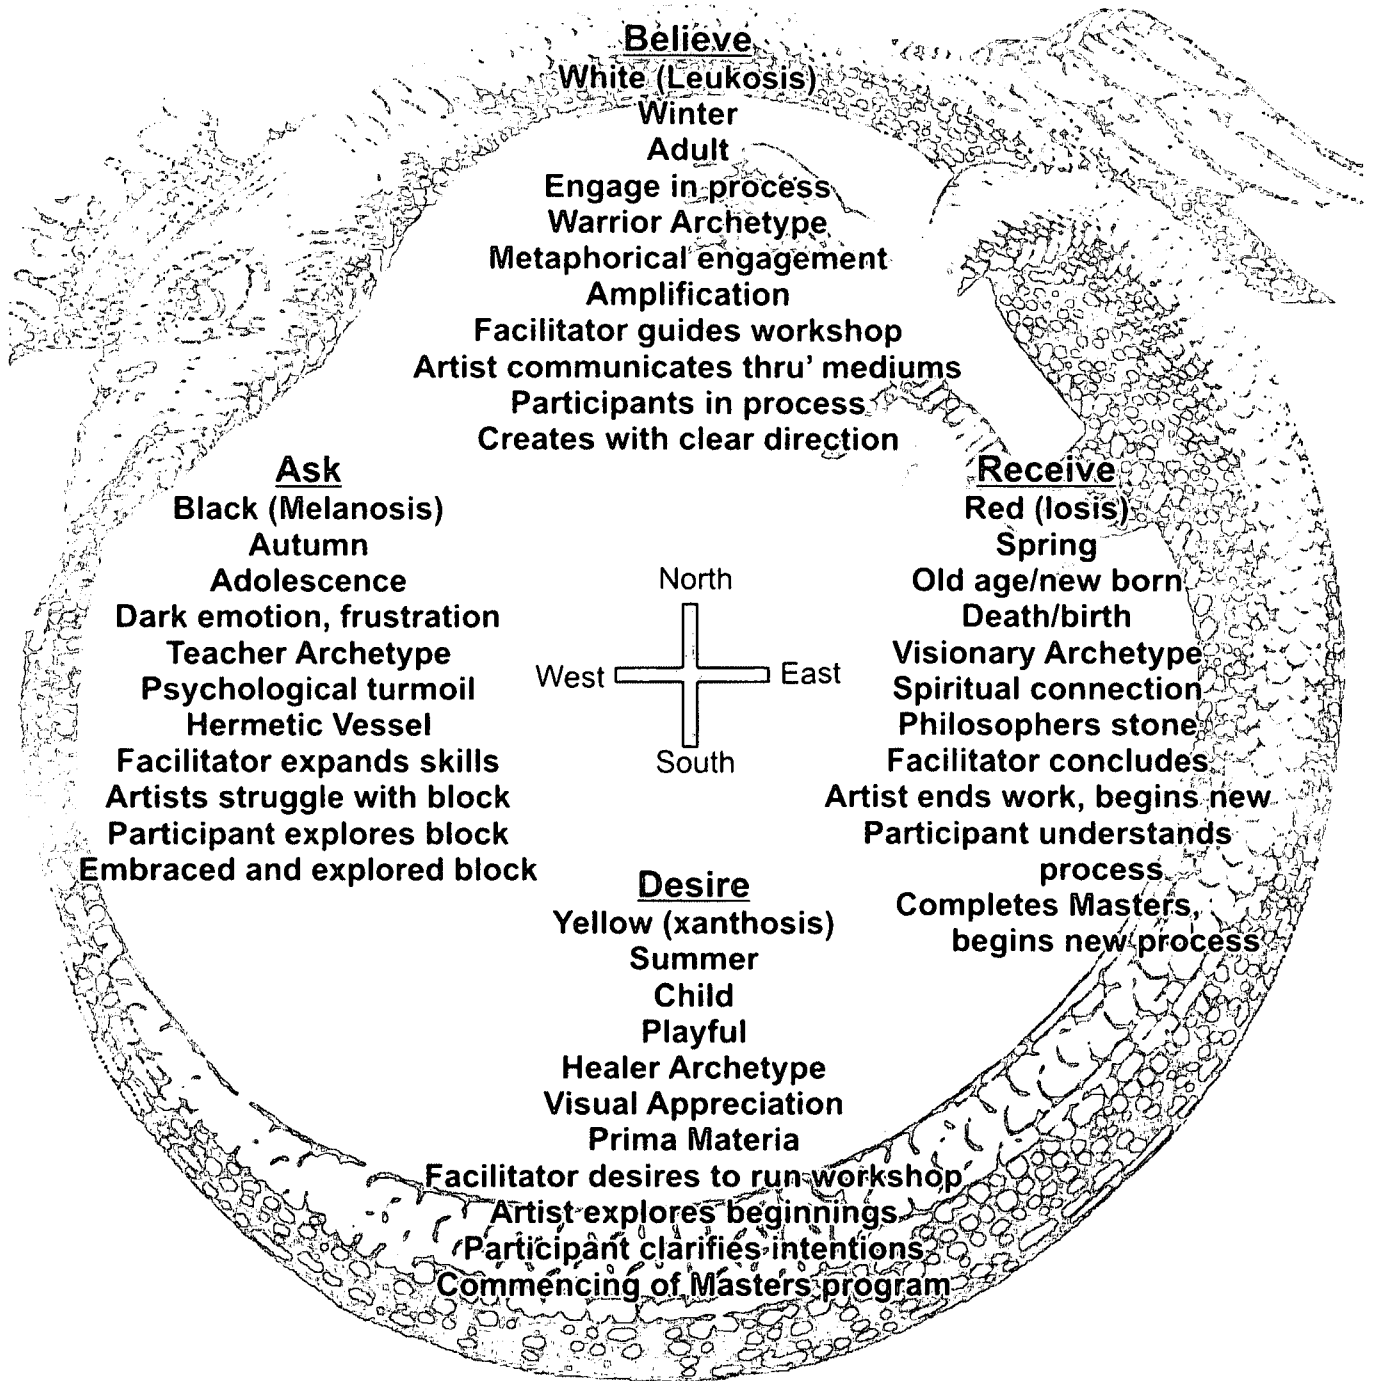 Believe
White (Leukosis)
Winter
Adult
Engage in process
Warrior Archetype
Metaphorical engagement
Amplification
Facilitator guides workshop
Artist communicates thru' mediums
Participants in process
Creates with clear direction
Ask
Black (Melanosis)
Autumn
Adolescence
Dark emotion, frustration
Teacher Archetype
Psychological turmoil
Hermetic Vessel
Facilitator expands skills
Artists struggle with block
Participant explores block
Embraced and explored block
North
West
East
South
Receive
Red (Iosis)
Spring
Old age/new born
Death/birth
Visionary Archetype
Spiritual connection
Philosophers stone
Facilitator concludes
Artist ends work, begins new
Participant understands
process
Completes Masters,
begins new process
Desire
Yellow (xanthosis)
Summer
Child
Playful
Healer Archetype
Visual Appreciation
Prima Materia
Facilitator desires to run workshop
Artist explores beginnings
Participant clarifies intentions
Commencing of Masters program